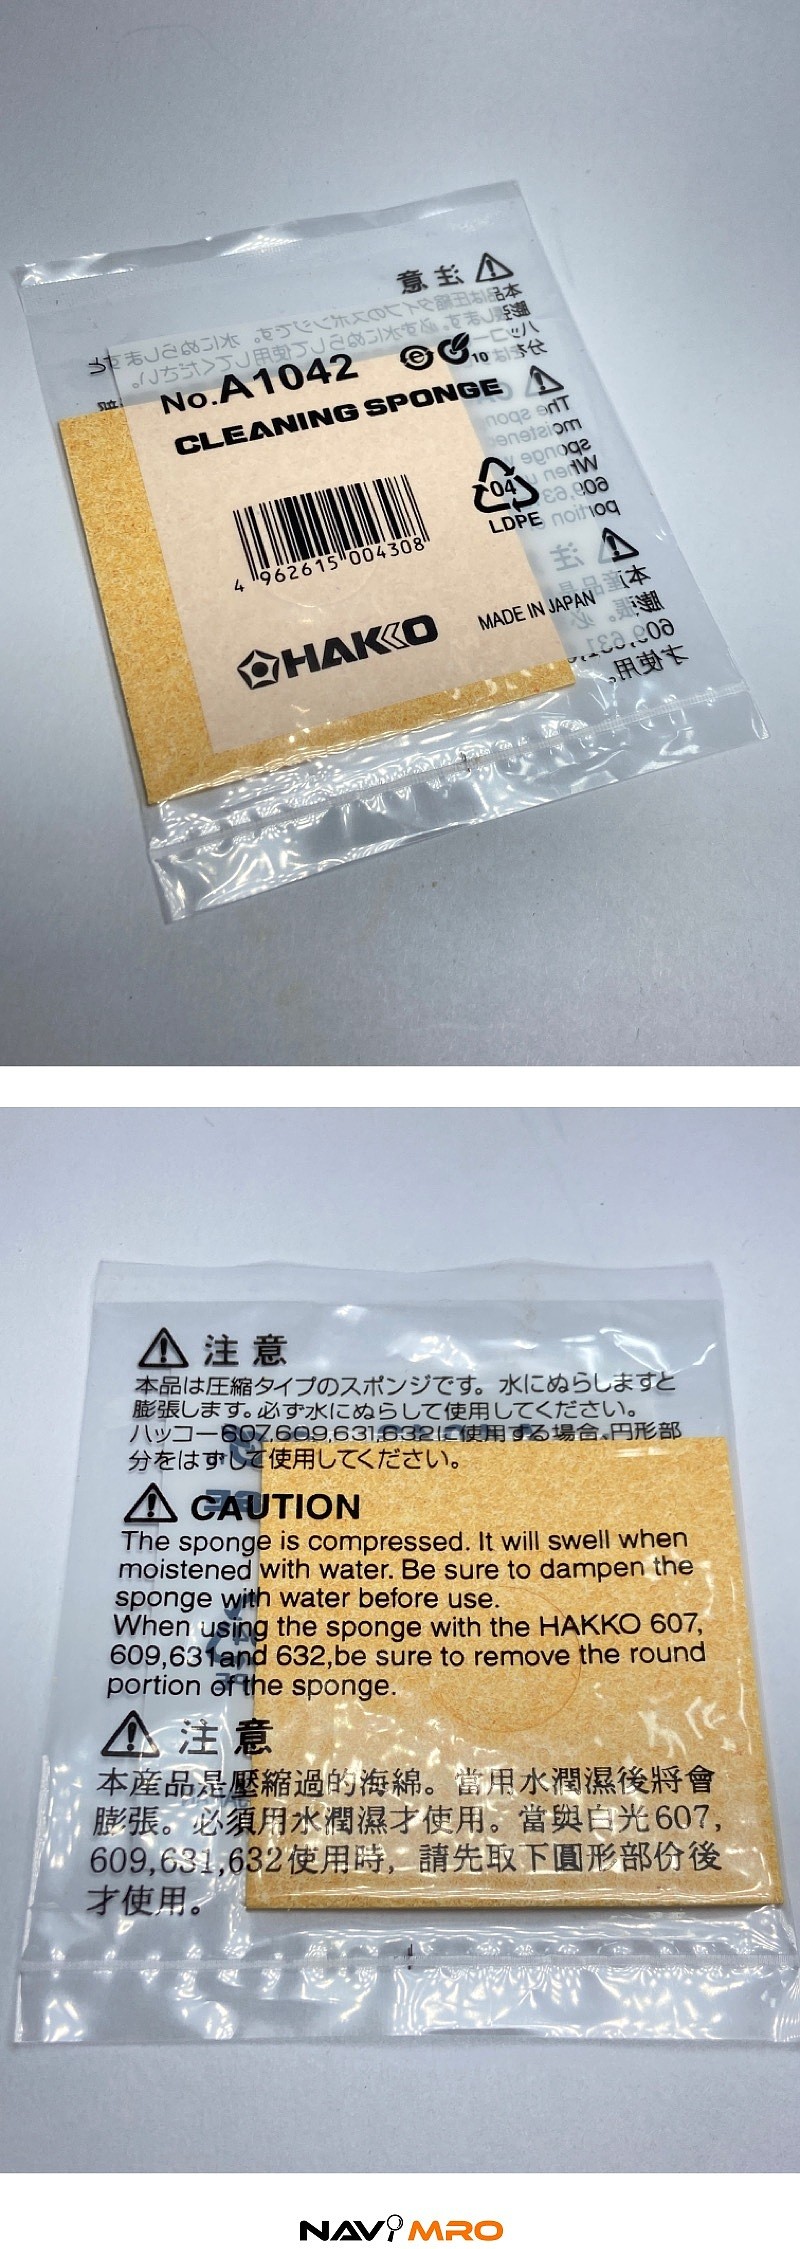 No.A1042
e 10
CLEANING SPONGE
04
LDPE
4 962615 004308
MADE IN JAPAN
HAKKO
注意
本品は圧縮タイプのスポンジです。水にぬらしますと
膨張します。必ず水にぬらして使用してください。
ハッコー607,609,631,632に使用する場合、円形部
分をはずして使用してください。
CAUTION
The sponge is compressed. It will swell when
moistened with water. Be sure to dampen the
sponge with water before use.
When using the sponge with the HAKKO 607,
609,631and 632,be sure to remove the round
portion of the sponge.
注意
本産品是壓縮過的海綿。當用水潤濕後將會
膨張。必須用水潤濕才使用。當與白光607,
609,631,632使用時，請先取下圓形部份後
才使用。
NAVIMRO